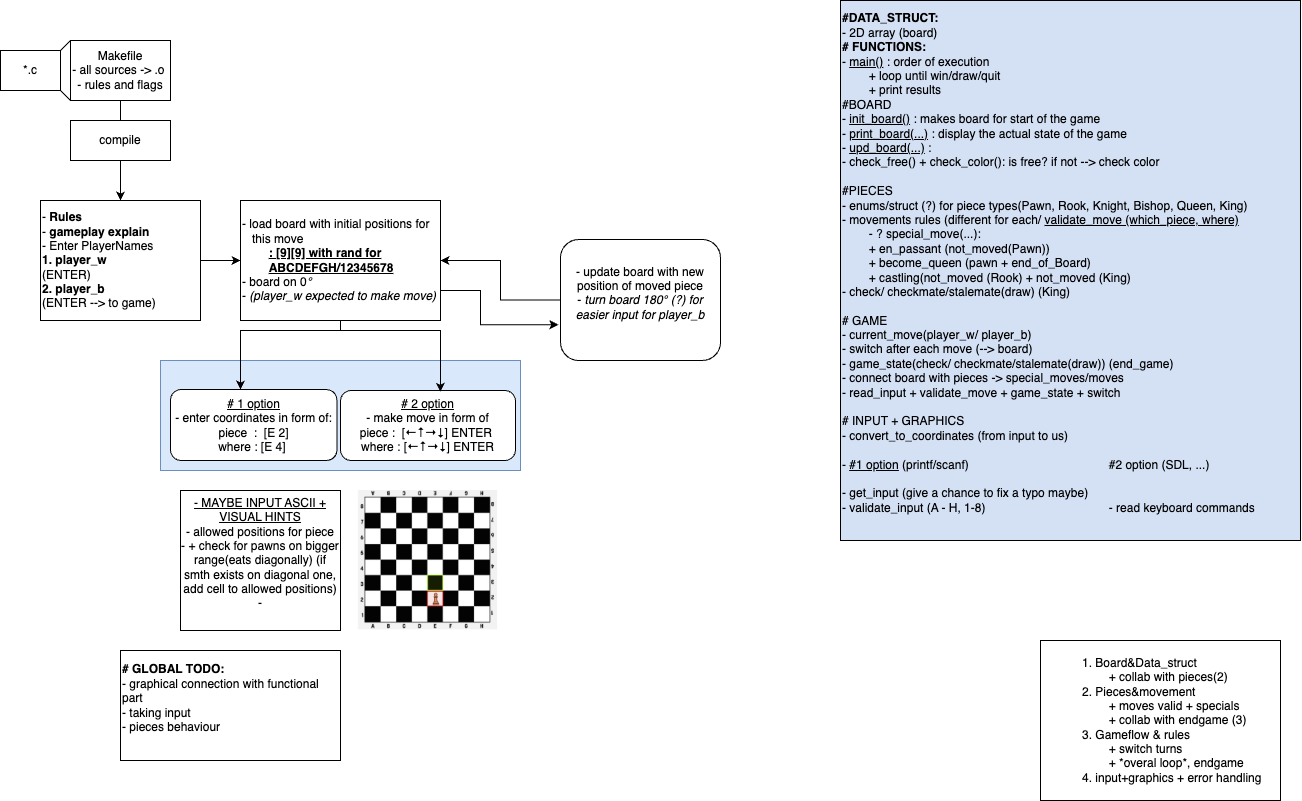 *.c
Makefile
- all sources -> .o
- rules and flags
compile
- Rules
- gameplay explain
- Enter PlayerNames
1. player_w
(ENTER)
2. player_b
(ENTER --> to game)
- load board with initial positions for
this move
: [9][9] with rand for
ABCDEFGH/12345678
- board on 0°
- (player_w expected to make move)
- update board with new
position of moved piece
- turn board 180° (?) for
easier input for player_b
# 1 option
- enter coordinates in form of:
piece : [E 2]
where : [E 4]
# 2 option
- make move in form of
piece : [←↑→↓] ENTER
where : [←↑→↓] ENTER
- MAYBE INPUT ASCII +
VISUAL HINTS
- allowed positions for piece
- + check for pawns on bigger
range(eats diagonally) (if
smth exists on diagonal one,
add cell to allowed positions)
-
A B C D E F G H
8 8
7 7
6 6
5 5
4 4
3 3
2 2
1 1
A B C D E F G H
# GLOBAL TODO:
- graphical connection with functional
part
- taking input
- pieces behaviour
#DATA_STRUCT:
- 2D array (board)
# FUNCTIONS:
- main() : order of execution
+ loop until win/draw/quit
+ print results
#BOARD
- init_board() : makes board for start of the game
- print_board(...) : display the actual state of the game
- upd_board(...) :
- check_free() + check_color(): is free? if not --> check color
#PIECES
- enums/struct (?) for piece types(Pawn, Rook, Knight, Bishop, Queen, King)
- movements rules (different for each/ validate_move (which_piece, where)
- ? special_move(...):
+ en_passant (not_moved(Pawn))
+ become_queen (pawn + end_of_Board)
+ castling(not_moved (Rook) + not_moved (King)
- check/ checkmate/stalemate(draw) (King)
# GAME
- current_move(player_w/ player_b)
- switch after each move (--> board)
- game_state(check/ checkmate/stalemate(draw)) (end_game)
- connect board with pieces -> special_moves/moves
- read_input + validate_move + game_state + switch
# INPUT + GRAPHICS
- convert_to_coordinates (from input to us)
- #1 option (printf/scanf) #2 option (SDL, ...)
- get_input (give a chance to fix a typo maybe)
- validate_input (A - H, 1-8) - read keyboard commands
1. Board&Data_struct
+ collab with pieces(2)
2. Pieces&movement
+ moves valid + specials
+ collab with endgame (3)
3. Gameflow & rules
+ switch turns
+ *overal loop*, endgame
4. input+graphics + error handling